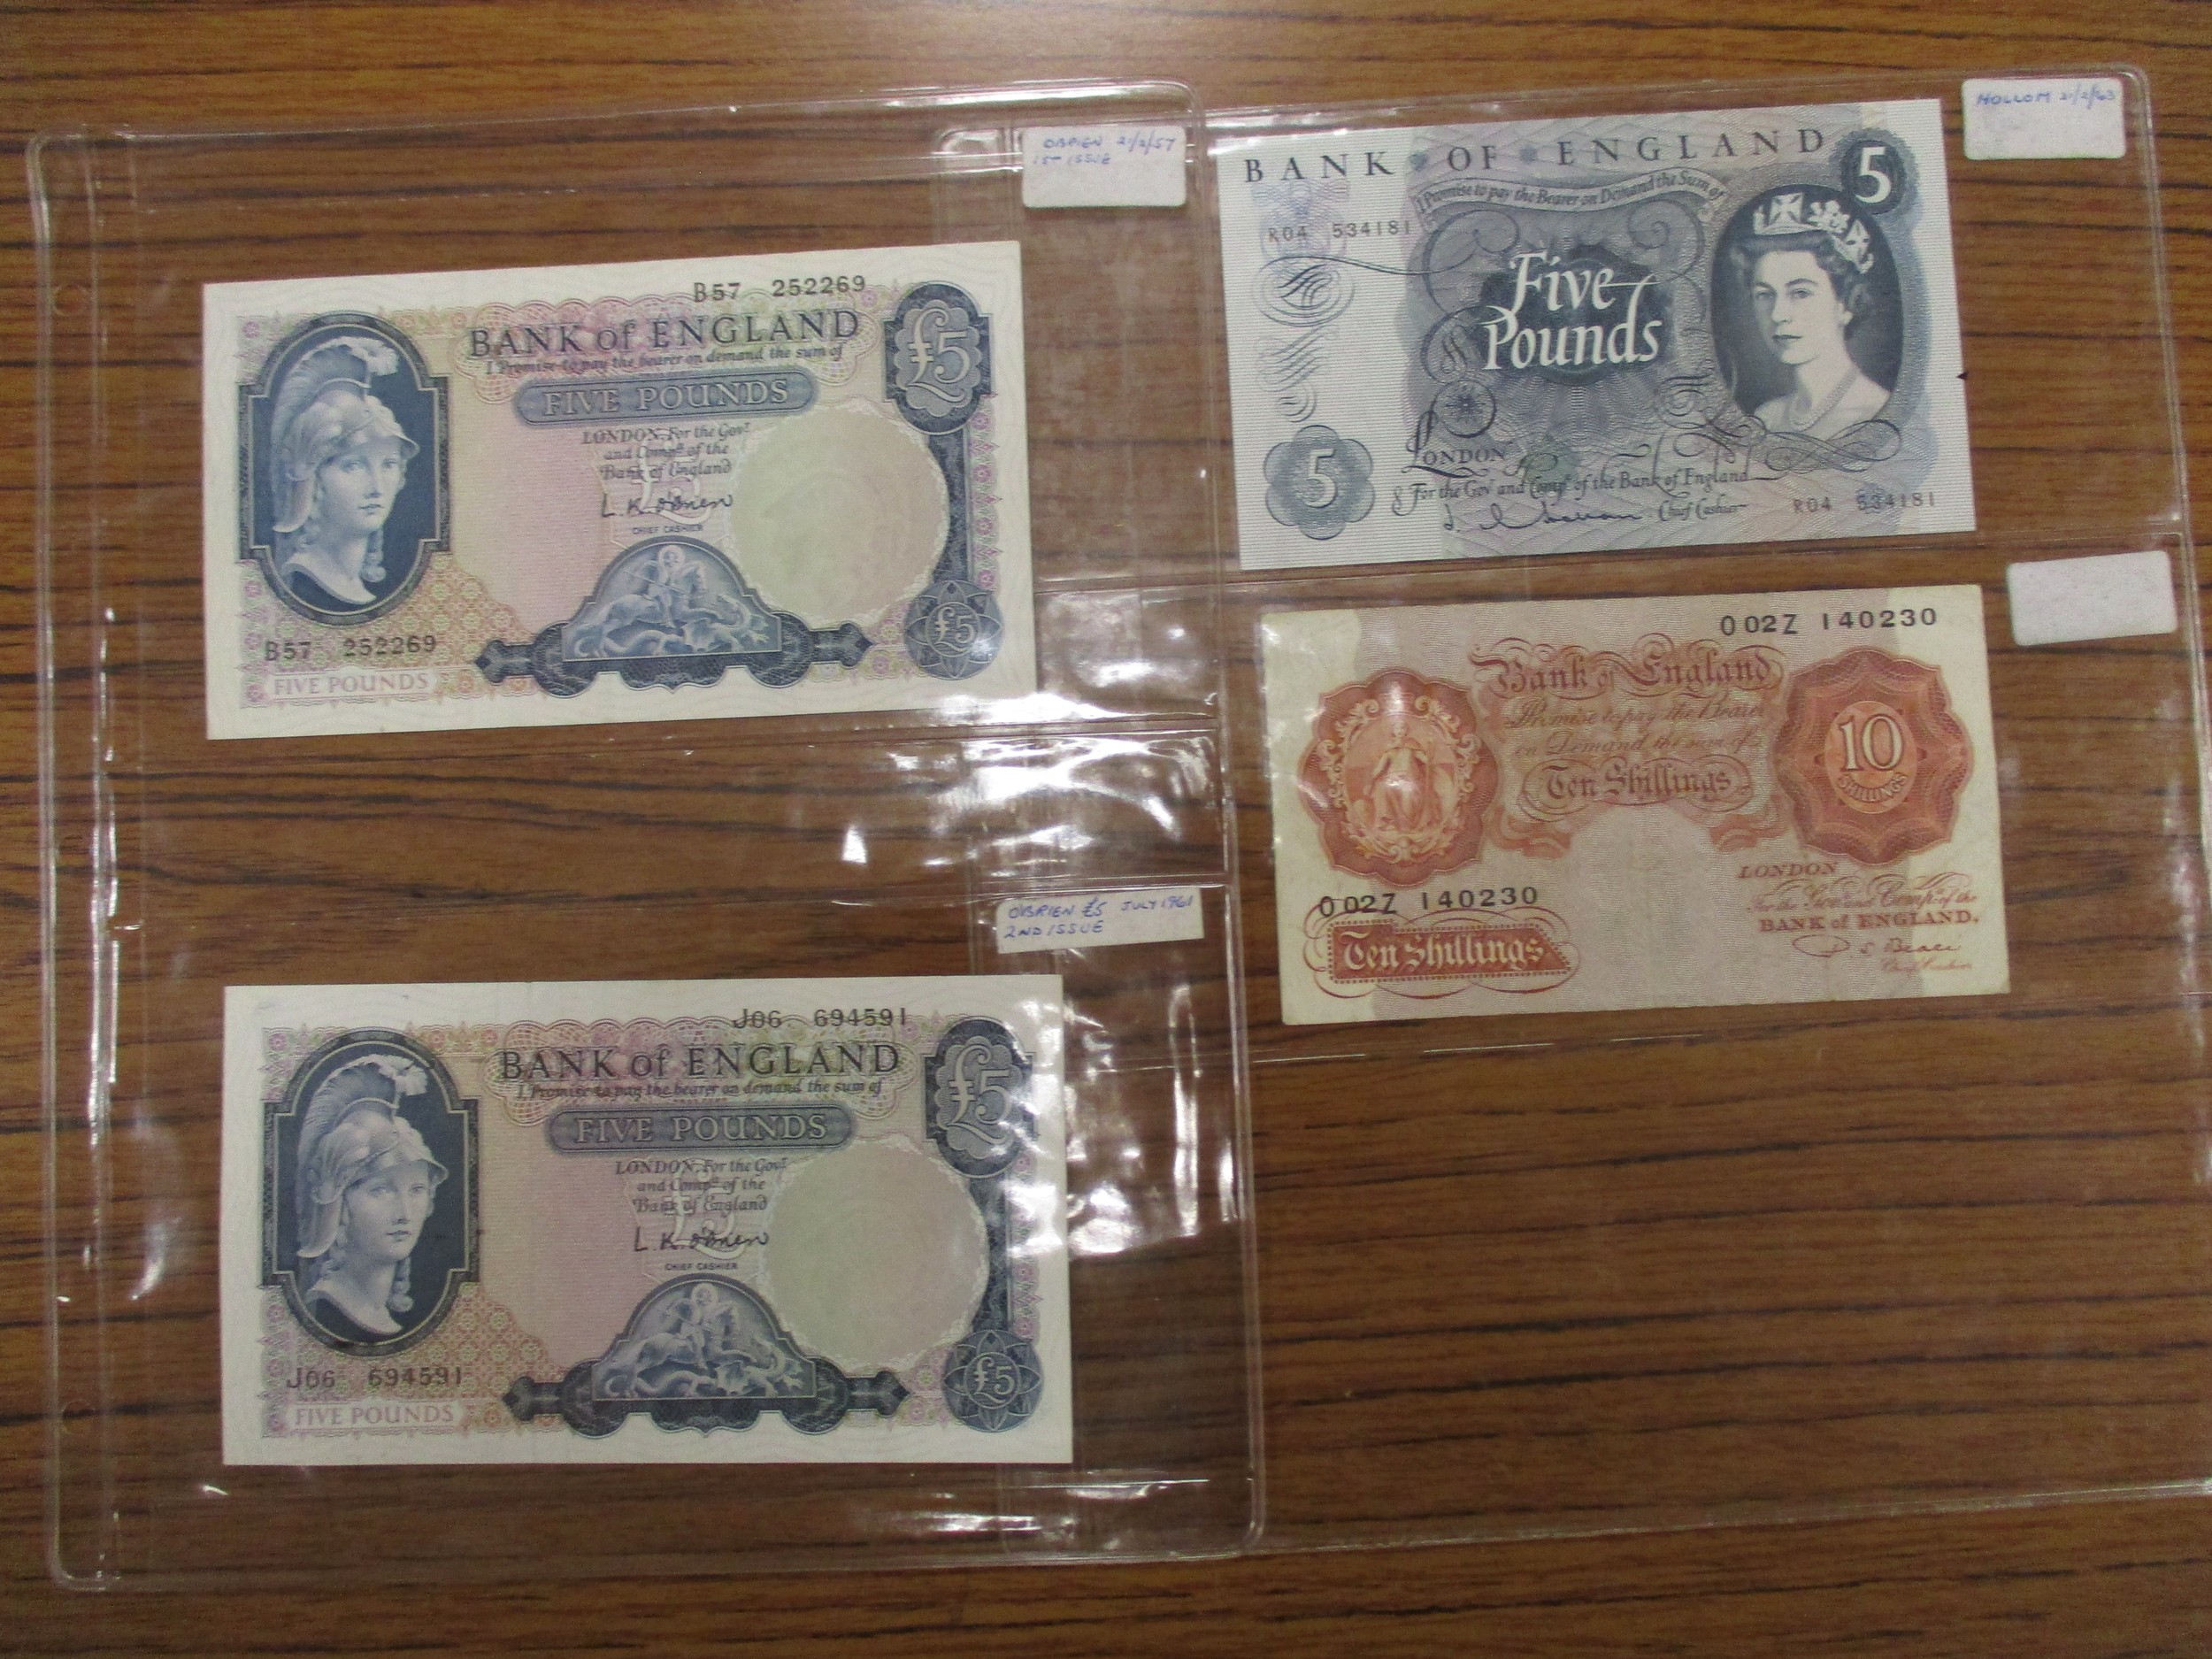 OBRIEN 21/2/57
1ST ISSUE
B57 252269
BANK of ENGLAND
I Promise to pay the bearer on demand the sum of
£5
FIVE POUNDS
LONDON, For the Govr
and Compa of the
Bank of England
L.K. O'Brien
CHIEF CASHIER
B57 252269
FIVE POUNDS
£5
O'BRIEN £5 JULY 1961
2ND ISSUE
J06 694591
BANK of ENGLAND
I Promise to pay the bearer on demand the sum of
£5
FIVE POUNDS
LONDON, For the Govr
and Compa of the
Bank of England
L.K. O'Brien
CHIEF CASHIER
J06 694591
FIVE POUNDS
£5
HOLLOM 21/2/63
BANK OF ENGLAND
5
I Promise to pay the Bearer on Demand the Sum of
R04 534181
Five
Pounds
LONDON
5
For the Gov and Compa of the Bank of England
Chief Cashier
R04 534181
O02Z 140230
Bank of England
Promise to pay the Bearer
on Demand the sum of
Ten Shillings
10
SHILLINGS
LONDON
For the Govr and Compa of the
BANK of ENGLAND.
Chief Cashier
O02Z 140230
Ten Shillings